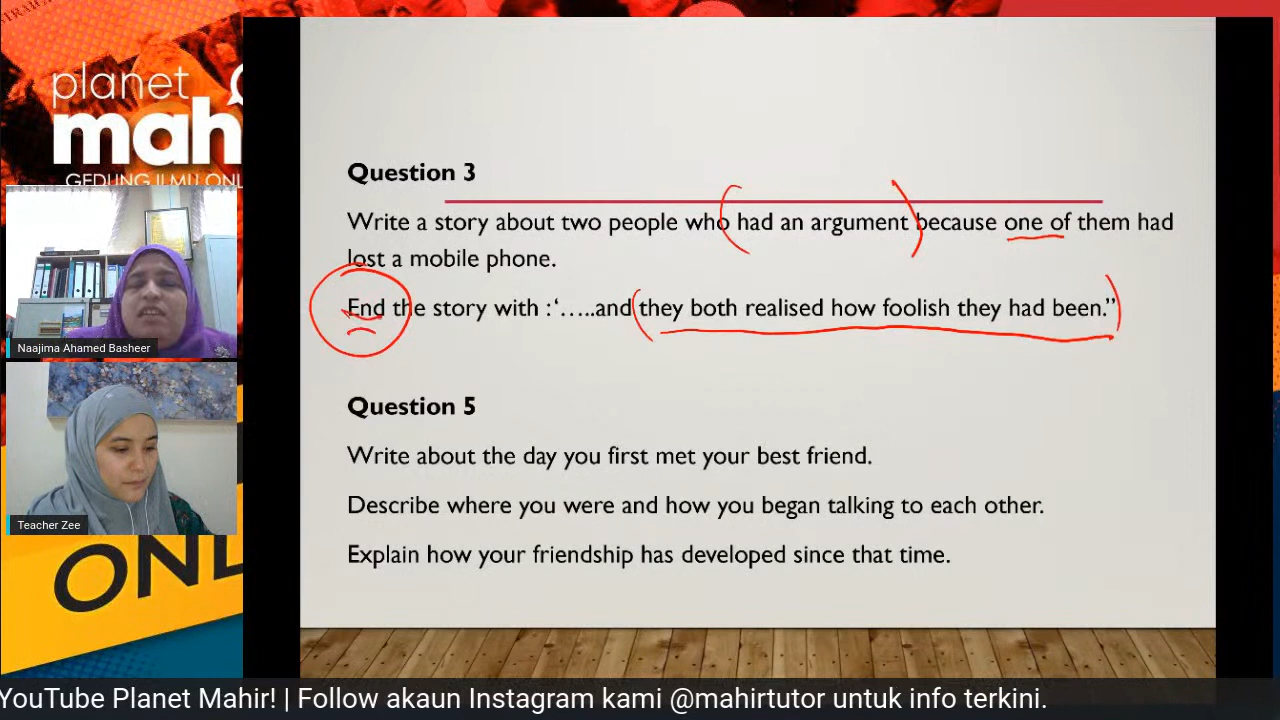 planet
mah
GEDUNG ILMU ONL
Naajima Ahamed Basheer
Teacher Zee
ONL
Question 3
Write a story about two people who had an argument because one of them had
lost a mobile phone.
End the story with :‘…..and they both realised how foolish they had been.”
Question 5
Write about the day you first met your best friend.
Describe where you were and how you began talking to each other.
Explain how your friendship has developed since that time.
YouTube Planet Mahir! | Follow akaun Instagram kami @mahirtutor untuk info terkini.